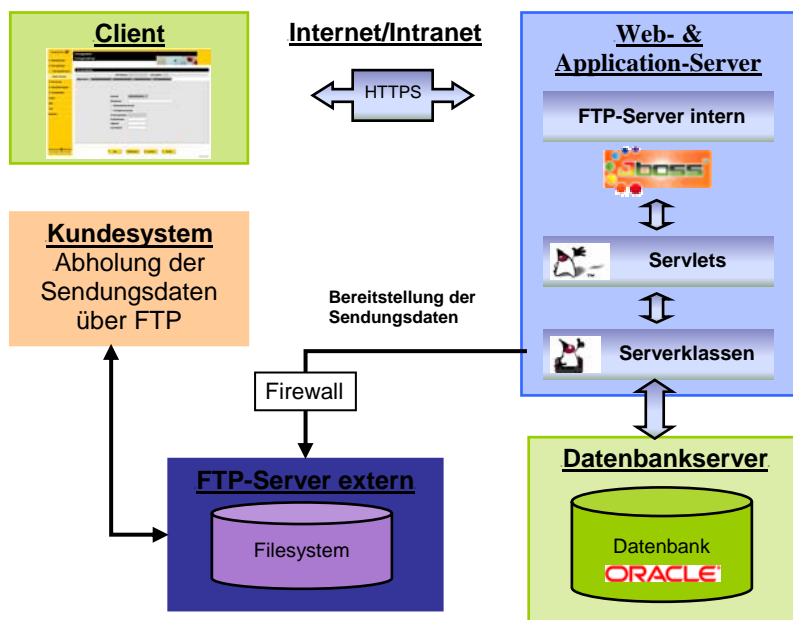 Client
Internet/Intranet
HTTPS
Web- &
Application-Server
FTP-Server intern
Jboss
Servlets
Serverklassen
Kundesystem
Abholung der
Sendungsdaten
über FTP
Bereitstellung der
Sendungsdaten
Firewall
FTP-Server extern
Filesystem
Datenbankserver
Datenbank
ORACLE